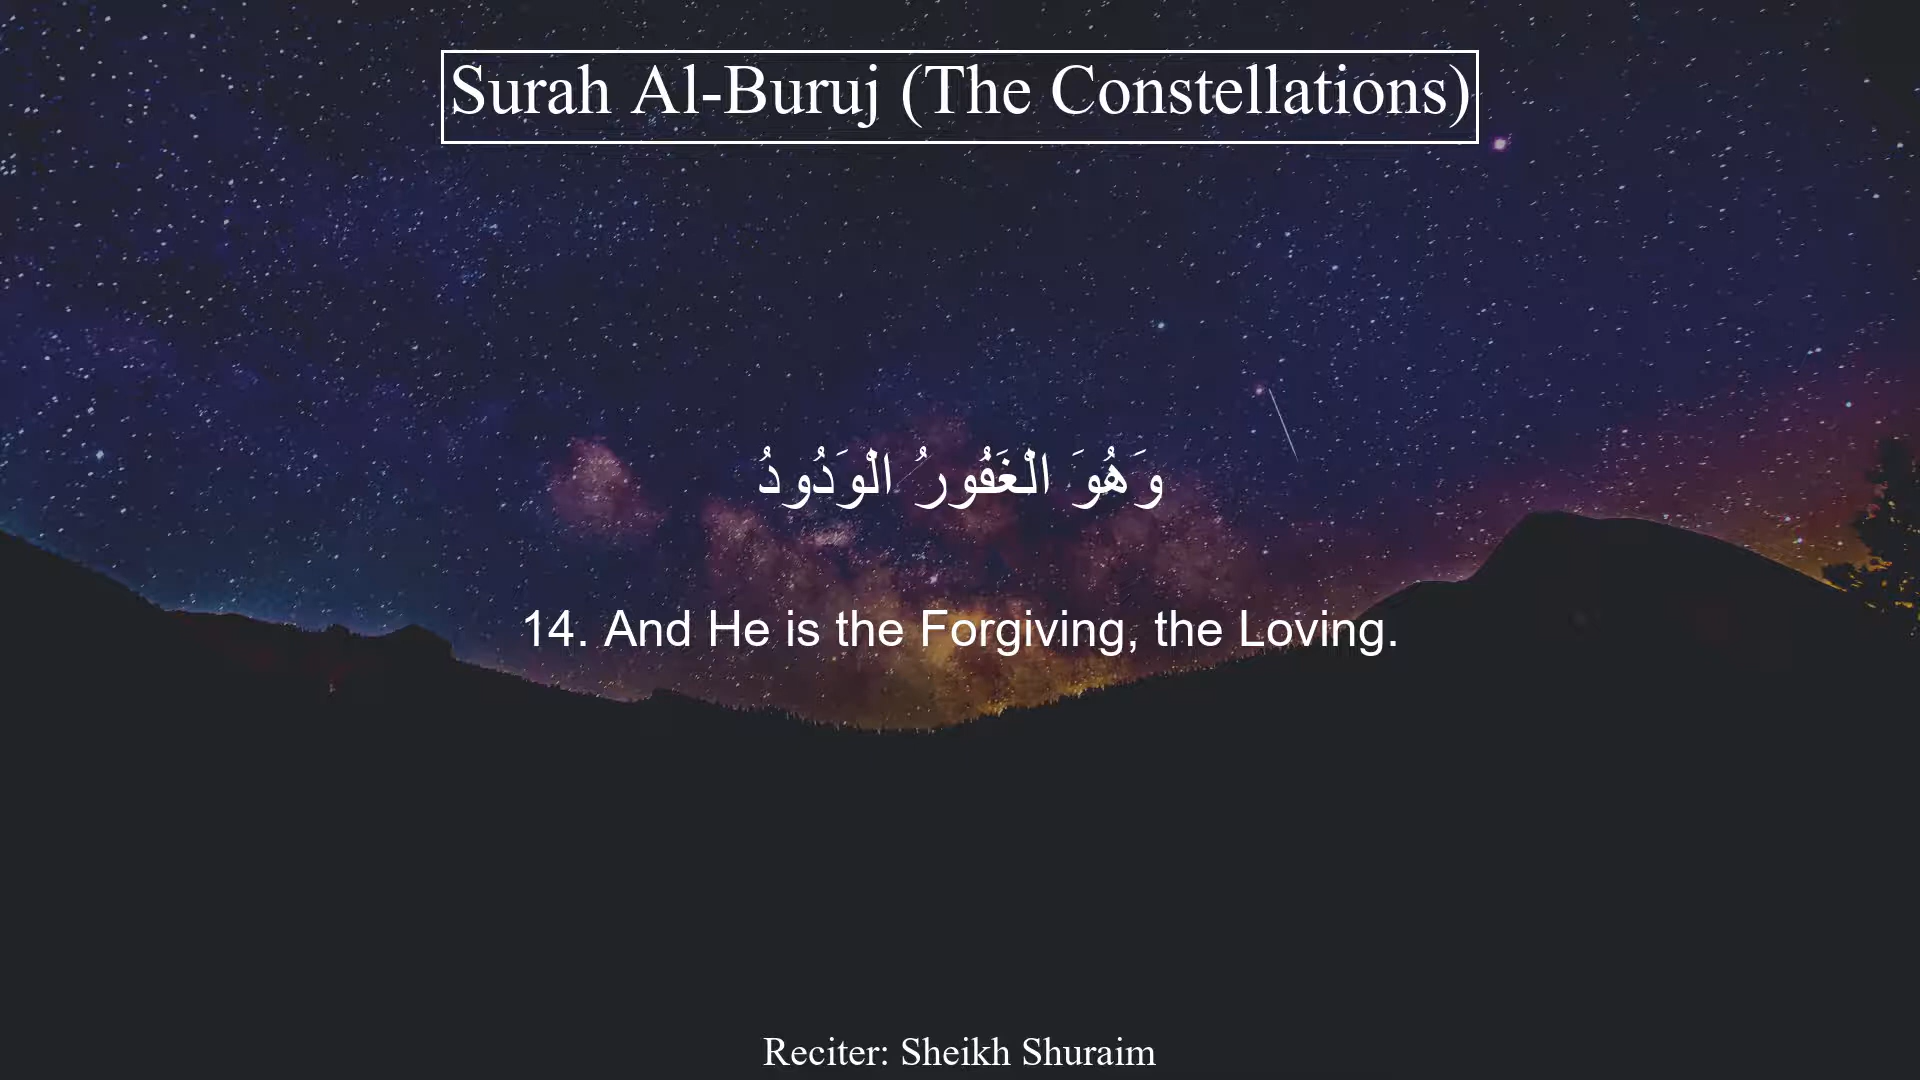 Surah Al-Buruj (The Constellations)
وَهُوَ الْغَفُورُ الْوَدُودُ
14. And He is the Forgiving, the Loving.
Reciter: Sheikh Shuraim